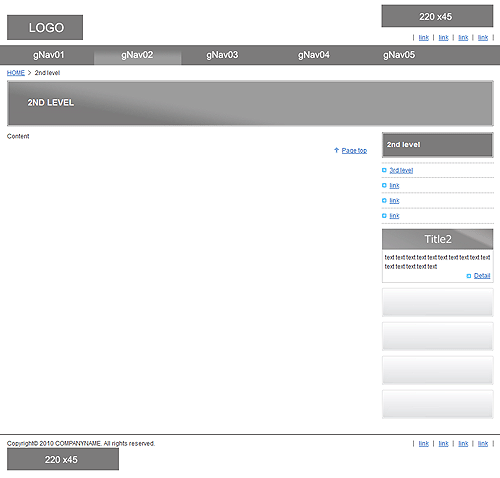 LOGO
220 x45
| link | link | link | link |
gNav01 gNav02 gNav03 gNav04 gNav05
HOME > 2nd level
2ND LEVEL
Content
Page top
2nd level
3rd level
link
link
link
Title2
text text text text text text text text text text
text text text text text
Detail
Copyright© 2010 COMPANYNAME. All rights reserved.
| link | link | link | link |
220 x45